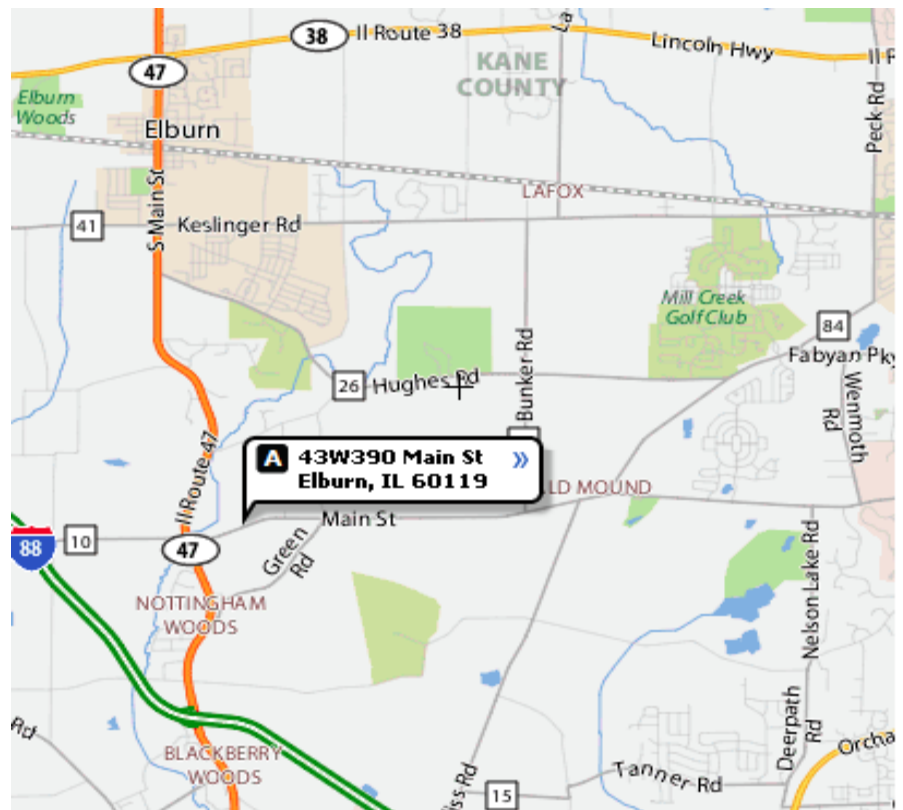 38
Il Route 38
Lincoln Hwy
47
KANE
COUNTY
Elburn
Woods
Elburn
Peck Rd
S Main St
LAFOX
41
Keslinger Rd
Mill Creek
Golf Club
84
Fabyan Pky
26
Hughes Rd
Bunker Rd
Wenmoth
Rd
Il Route 47
A 43W390 Main St »
Elburn, IL 60119
LD MOUND
Main St
88
10
47
Green
Rd
Nelson Lake Rd
NOTTINGHAM
WOODS
Deerpath
Rd
Rd
BLACKBERRY
WOODS
Orcha
Tanner Rd
iss Rd
15